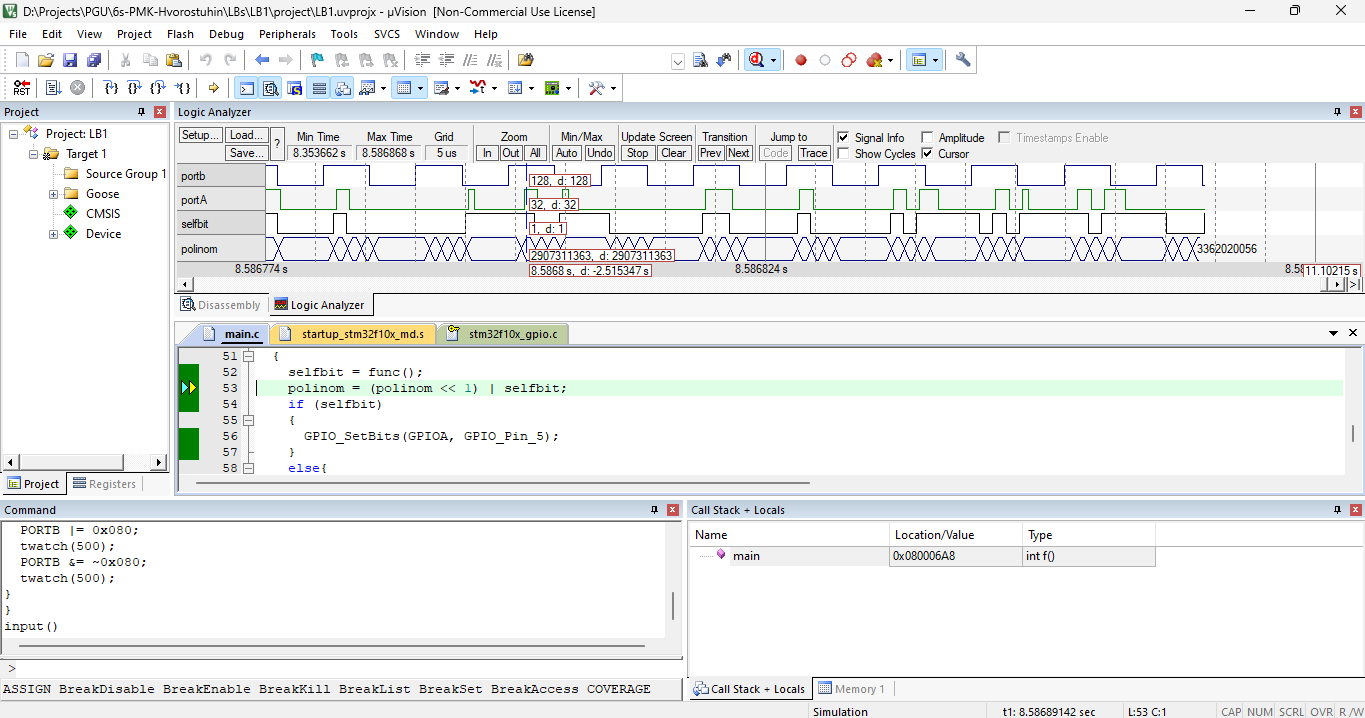 D:\Projects\PGU\6s-PMK-Hvorostuhin\LBs\LB1\project\LB1.uvprojx - µVision [Non-Commercial Use License]
File Edit View Project Flash Debug Peripherals Tools SVCS Window Help
RST
Project
Project: LB1
Target 1
Source Group 1
Goose
CMSIS
Device
Project Registers
Logic Analyzer
Setup... Load... ? Min Time Max Time Grid Zoom Min/Max Update Screen Transition Jump to Signal Info Amplitude Timestamps Enable
Save... 8.353662 s 8.586868 s 5 us In Out All Auto Undo Stop Clear Prev Next Code Trace Show Cycles Cursor
portb
128, d: 128
portA
32, d: 32
selfbit
1, d: 1
polinom
2907311363, d: 2907311363
3362020056
8.586774 s 8.5868 s, d: -2.515347 s 8.586824 s 8.58 11.10215 s
Disassembly Logic Analyzer
main.c startup_stm32f10x_md.s stm32f10x_gpio.c
51 {
52 selfbit = func();
53 polinom = (polinom << 1) | selfbit;
54 if (selfbit)
55 {
56 GPIO_SetBits(GPIOA, GPIO_Pin_5);
57 }
58 else{
Command
PORTB |= 0x080;
twatch(500);
PORTB &= ~0x080;
twatch(500);
}
}
input()
>
ASSIGN BreakDisable BreakEnable BreakKill BreakList BreakSet BreakAccess COVERAGE
Call Stack + Locals
Name Location/Value Type
main 0x080006A8 int f()
Call Stack + Locals Memory 1
Simulation t1: 8.58689142 sec L:53 C:1 CAP NUM SCRL OVR R/W